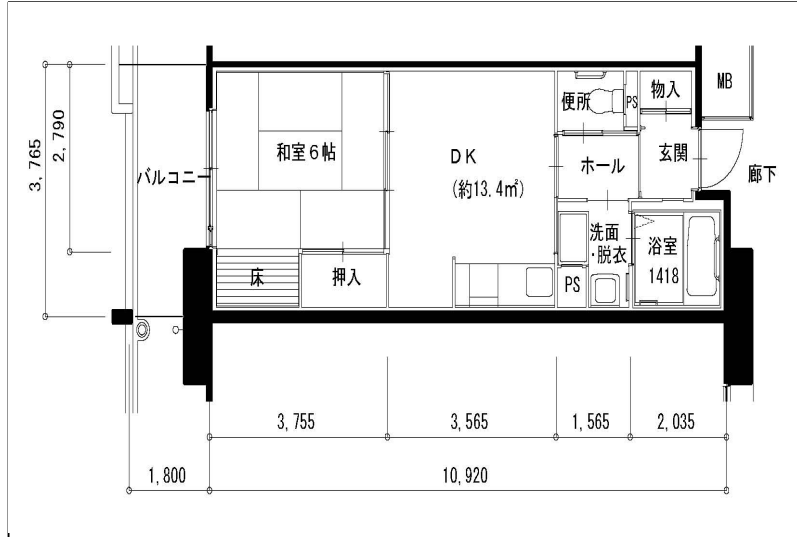 便所
PS
物入
MB
和室6帖
DK
(約13.4㎡)
ホール
玄関
廊下
バルコニー
3,765
2,790
床
押入
洗面
・脱衣
PS
浴室
1418
3,755
3,565
1,565
2,035
1,800
10,920